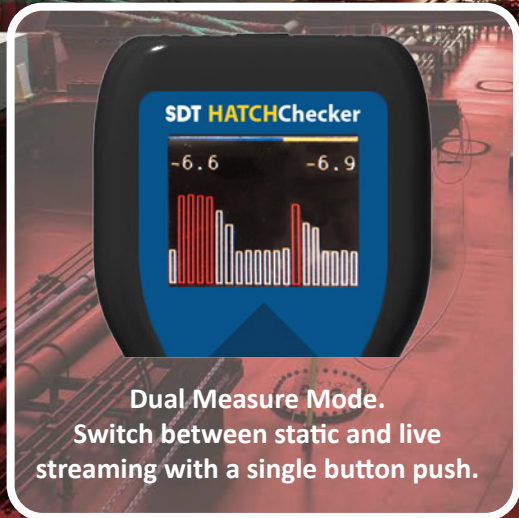 SDT HATCHChecker
-6.6 -6.9
Dual Measure Mode.
Switch between static and live
streaming with a single button push.